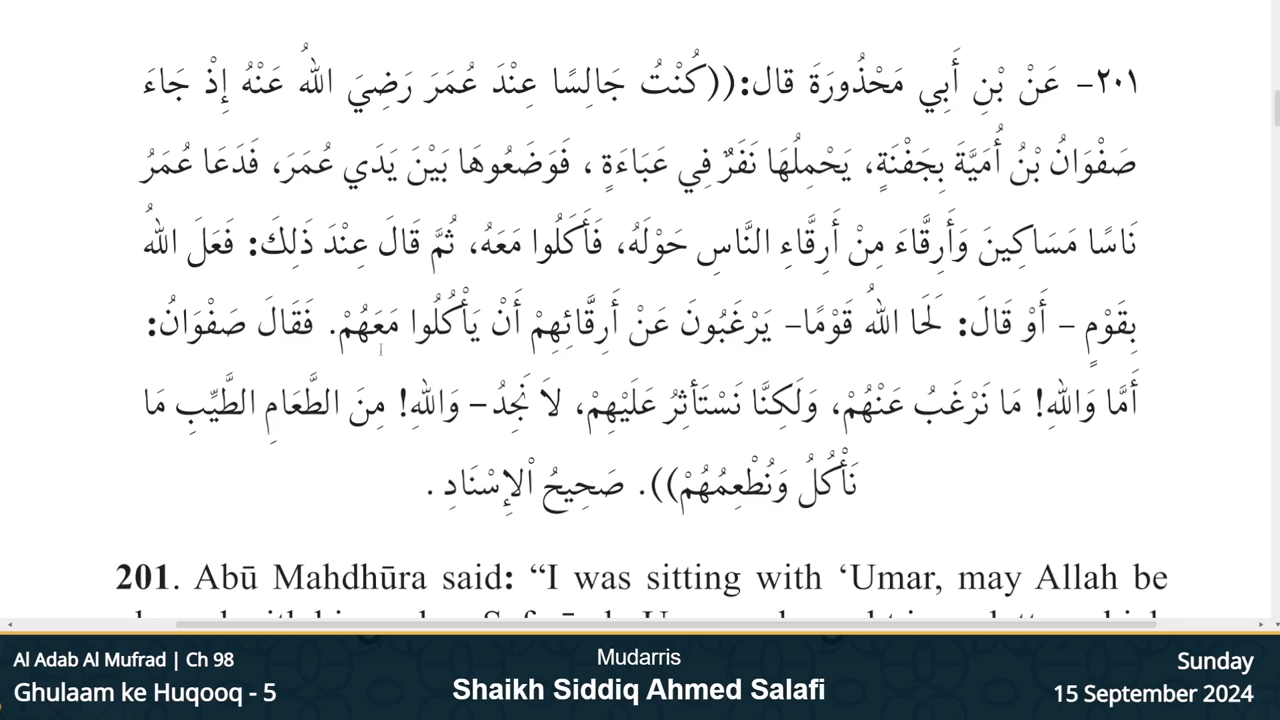 ٢٠١- عَنْ بْنِ أَبِي مَحْذُورَةَ قال: ((كُنْتُ جَالِسًا عِنْدَ عُمَرَ رَضِيَ اللهُ عَنْهُ إِذْ جَاءَ
صَفْوَانُ بْنُ أُمَيَّةَ بِجَفْنَةٍ، يَحْمِلُهَا نَفَرٌ فِي عَبَاءَةٍ ، فَوَضَعُوهَا بَيْنَ يَدَي عُمَرَ، فَدَعَا عُمَرُ
نَاسًا مَسَاكِينَ وَأَرِقَّاءَ مِنْ أَرِقَّاءِ النَّاسِ حَوْلَهُ، فَأَكَلُوا مَعَهُ، ثُمَّ قَالَ عِنْدَ ذَلِكَ: فَعَلَ اللهُ
بِقَوْمٍ - أَوْ قَالَ: لَحَا اللهُ قَوْمًا- يَرْغَبُونَ عَنْ أَرِقَّائِهِمْ أَنْ يَأْكُلُوا مَعَهُمْ. فَقَالَ صَفْوَانُ:
أَمَّا وَاللهِ! مَا نَرْغَبُ عَنْهُمْ، وَلَكِنَّا نَسْتَأثِرُ عَلَيْهِمْ، لاَ نَجِدُ- وَاللهِ! مِنَ الطَّعَامِ الطَّيِّبِ مَا
نَأْكُلُ وَنُطْعِمُهُمْ)). صَحِيحُ الْإِسْنَادِ .
201. Abū Mahdhūra said: “I was sitting with ‘Umar, may Allah be
Al Adab Al Mufrad | Ch 98
Ghulaam ke Huqooq - 5
Mudarris
Shaikh Siddiq Ahmed Salafi
Sunday
15 September 2024